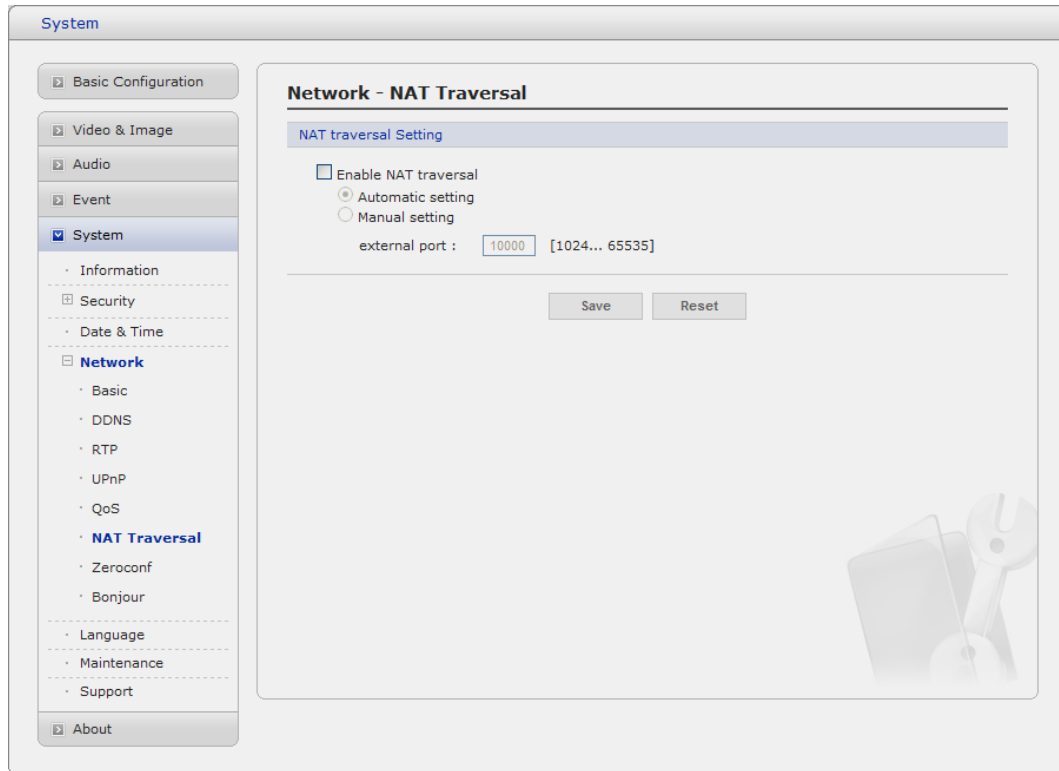 System
Basic Configuration
Video & Image
Audio
Event
System
Information
Security
Date & Time
Network
Basic
DDNS
RTP
UPnP
QoS
NAT Traversal
Zeroconf
Bonjour
Language
Maintenance
Support
About
Network - NAT Traversal
NAT traversal Setting
Enable NAT traversal
Automatic setting
Manual setting
external port : 10000 [1024... 65535]
Save Reset